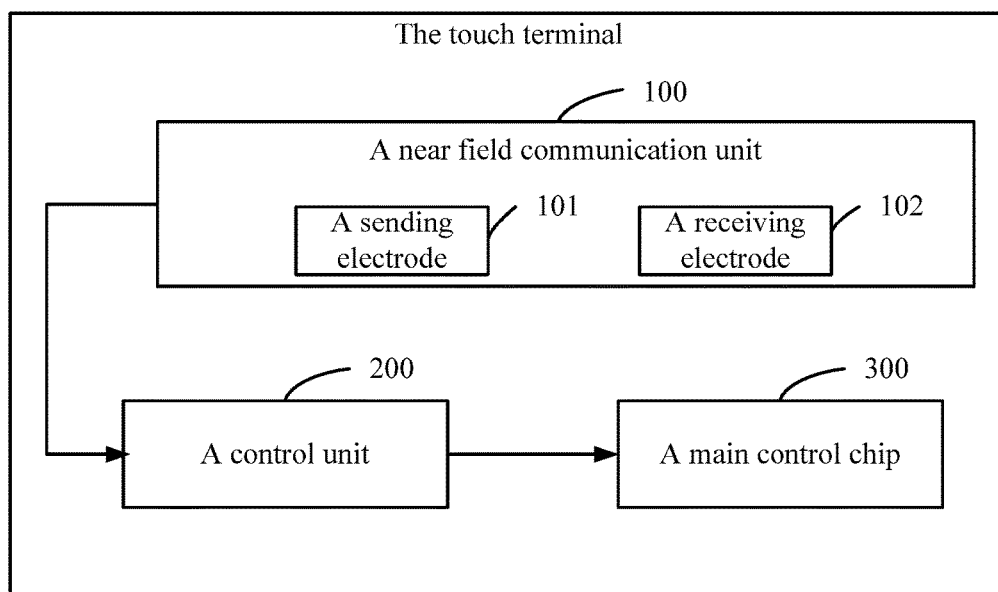 The touch terminal
100
A near field communication unit
101
A sending
electrode
102
A receiving
electrode
200
A control unit
300
A main control chip